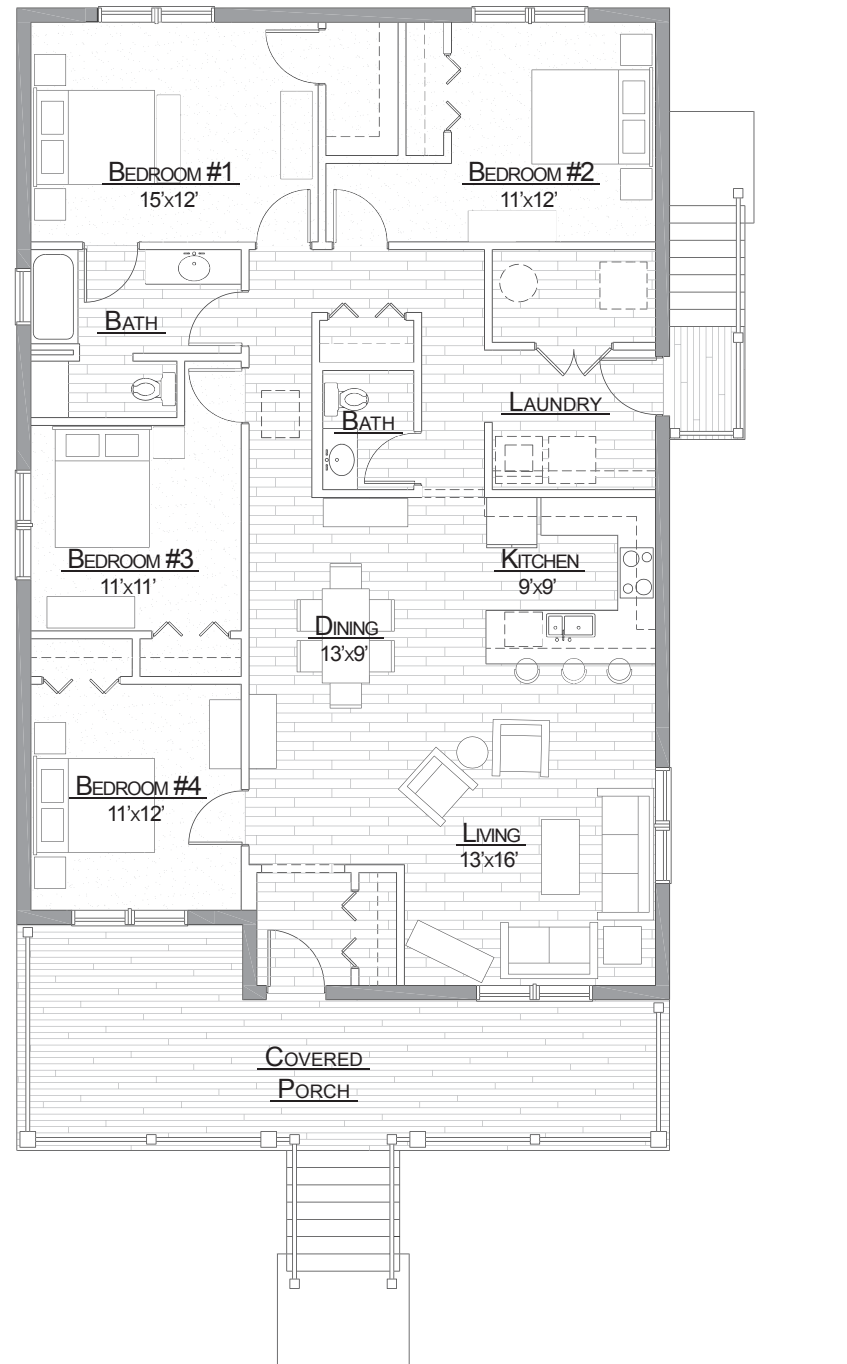 Bedroom #1
15'x12'
Bedroom #2
11'x12'
Bath
Laundry
Bath
Bedroom #3
11'x11'
Kitchen
9'x9'
Dining
13'x9'
Bedroom #4
11'x12'
Living
13'x16'
Covered
Porch